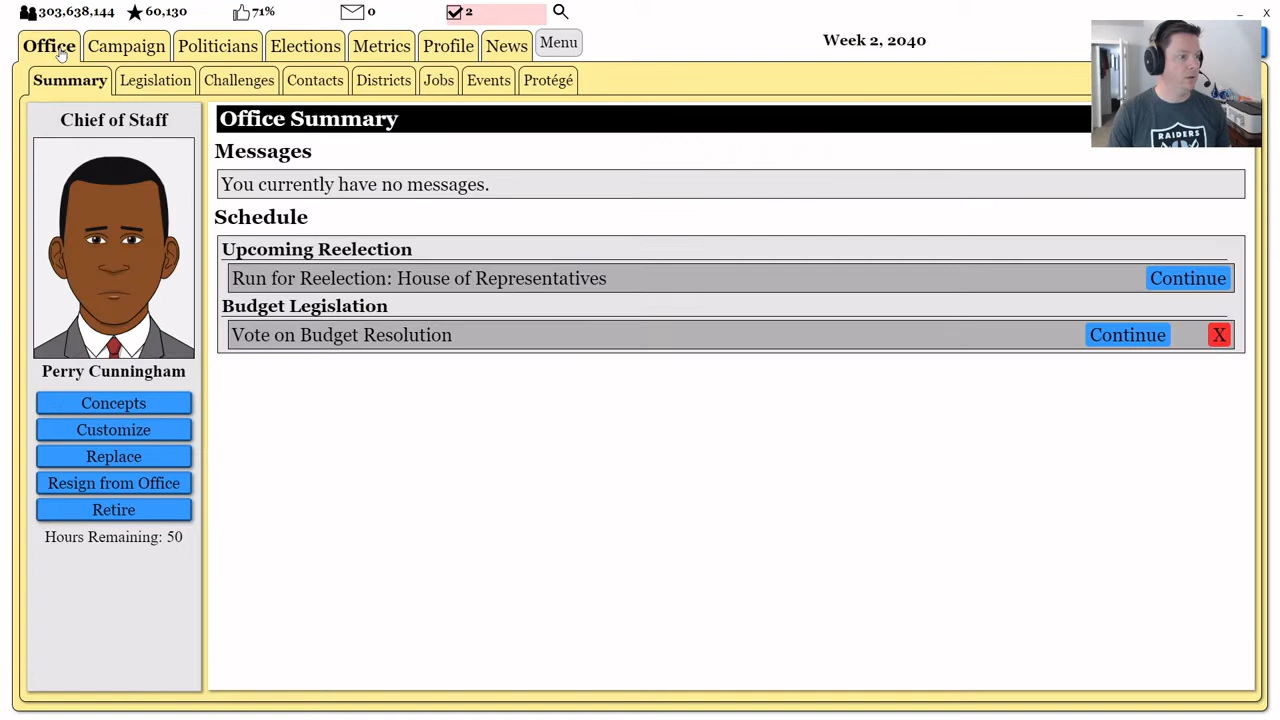 303,638,144 60,130 71% 0 2
Office Campaign Politicians Elections Metrics Profile News Menu
Week 2, 2040
Summary Legislation Challenges Contacts Districts Jobs Events Protégé
Chief of Staff
Perry Cunningham
Concepts
Customize
Replace
Resign from Office
Retire
Hours Remaining: 50
Office Summary
Messages
You currently have no messages.
Schedule
Upcoming Reelection
Run for Reelection: House of Representatives Continue
Budget Legislation
Vote on Budget Resolution Continue X
RAIDERS